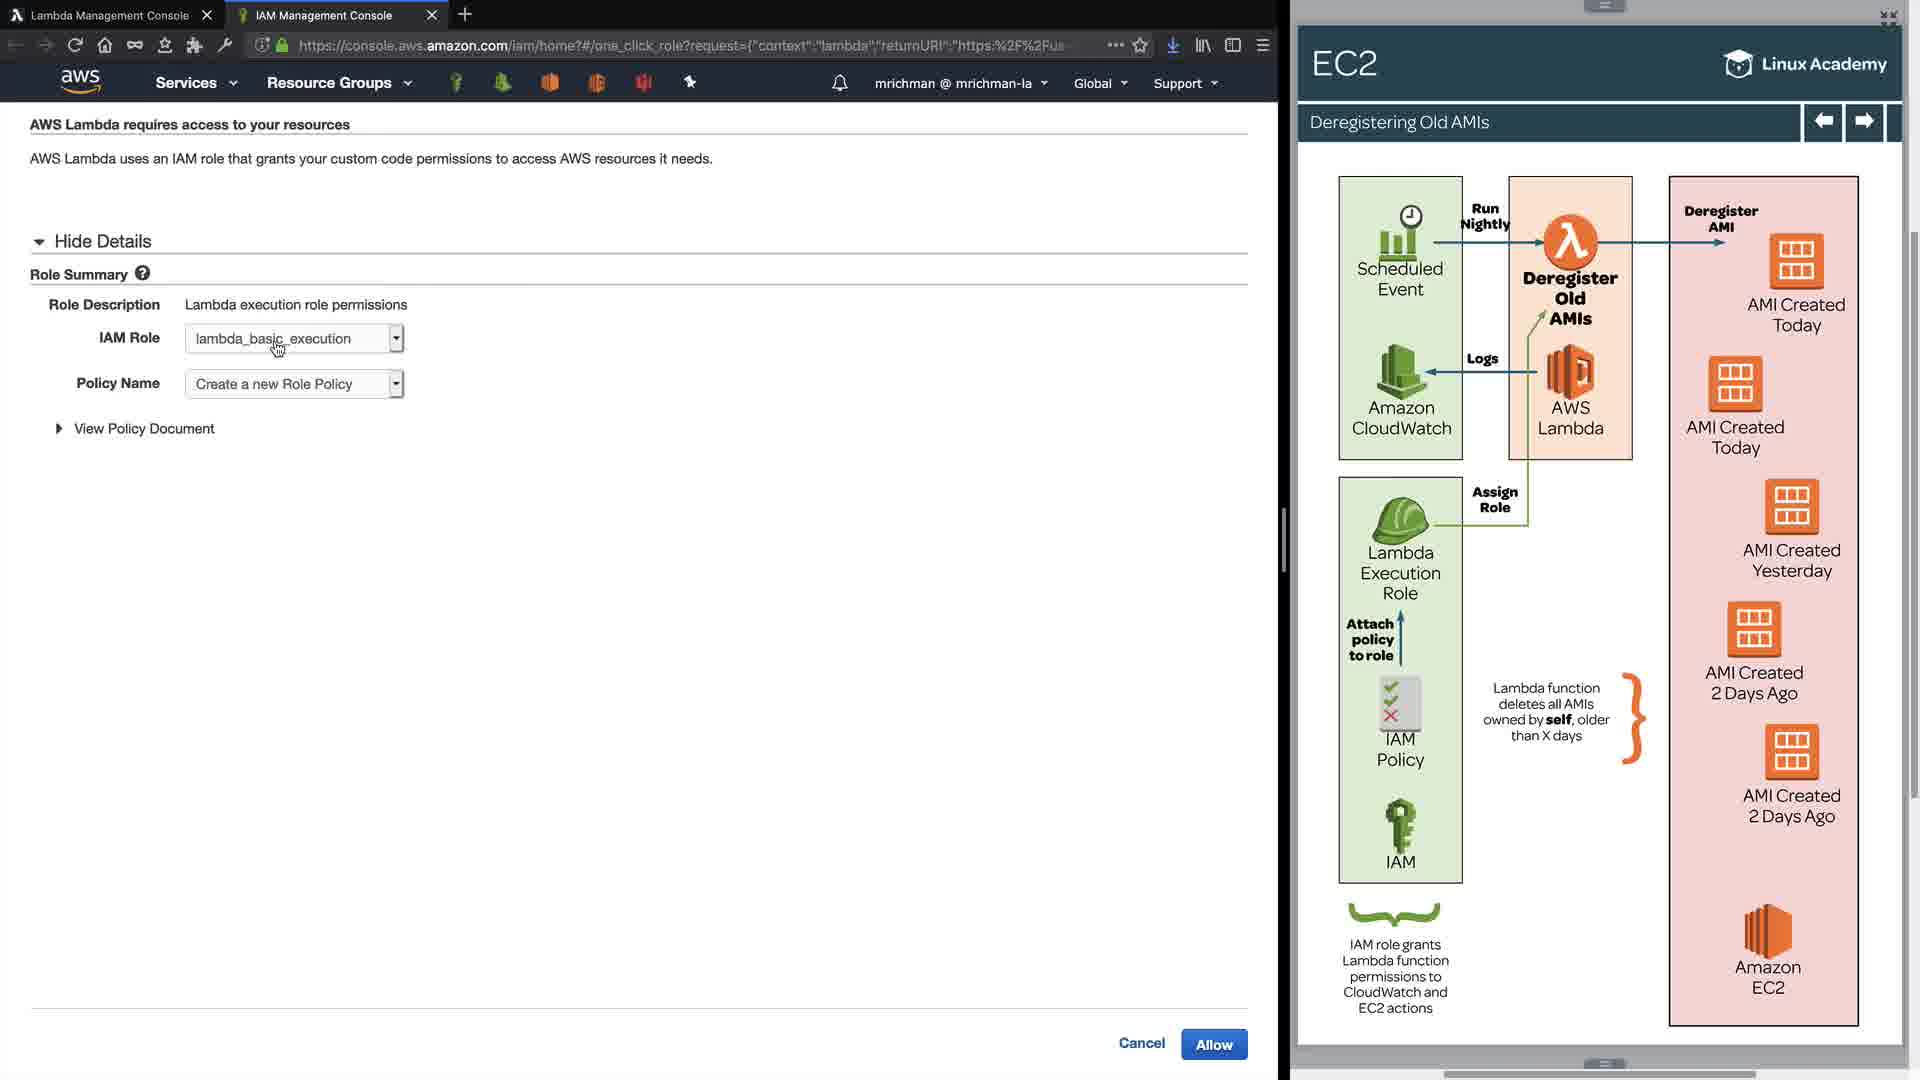 Lambda Management Console
IAM Management Console
https://console.aws.amazon.com/iam/home?#/one_click_role?request={"context":"lambda","returnURI":"https:%2F%2Fus-
aws
Services
Resource Groups
mrichman @ mrichman-la
Global
Support
AWS Lambda requires access to your resources
AWS Lambda uses an IAM role that grants your custom code permissions to access AWS resources it needs.
Hide Details
Role Summary ?
Role Description Lambda execution role permissions
IAM Role lambda_basic_execution
Policy Name Create a new Role Policy
View Policy Document
Cancel
Allow
EC2
Linux Academy
Deregistering Old AMIs
Run
Nightly
Deregister
AMI
Scheduled
Event
Deregister
Old
AMIs
AMI Created
Today
Logs
Amazon
CloudWatch
AWS
Lambda
AMI Created
Today
Assign
Role
Lambda
Execution
Role
AMI Created
Yesterday
Attach
policy
to role
AMI Created
2 Days Ago
Lambda function
deletes all AMIs
owned by self, older
than X days
IAM
Policy
AMI Created
2 Days Ago
IAM
IAM role grants
Lambda function
permissions to
CloudWatch and
EC2 actions
Amazon
EC2